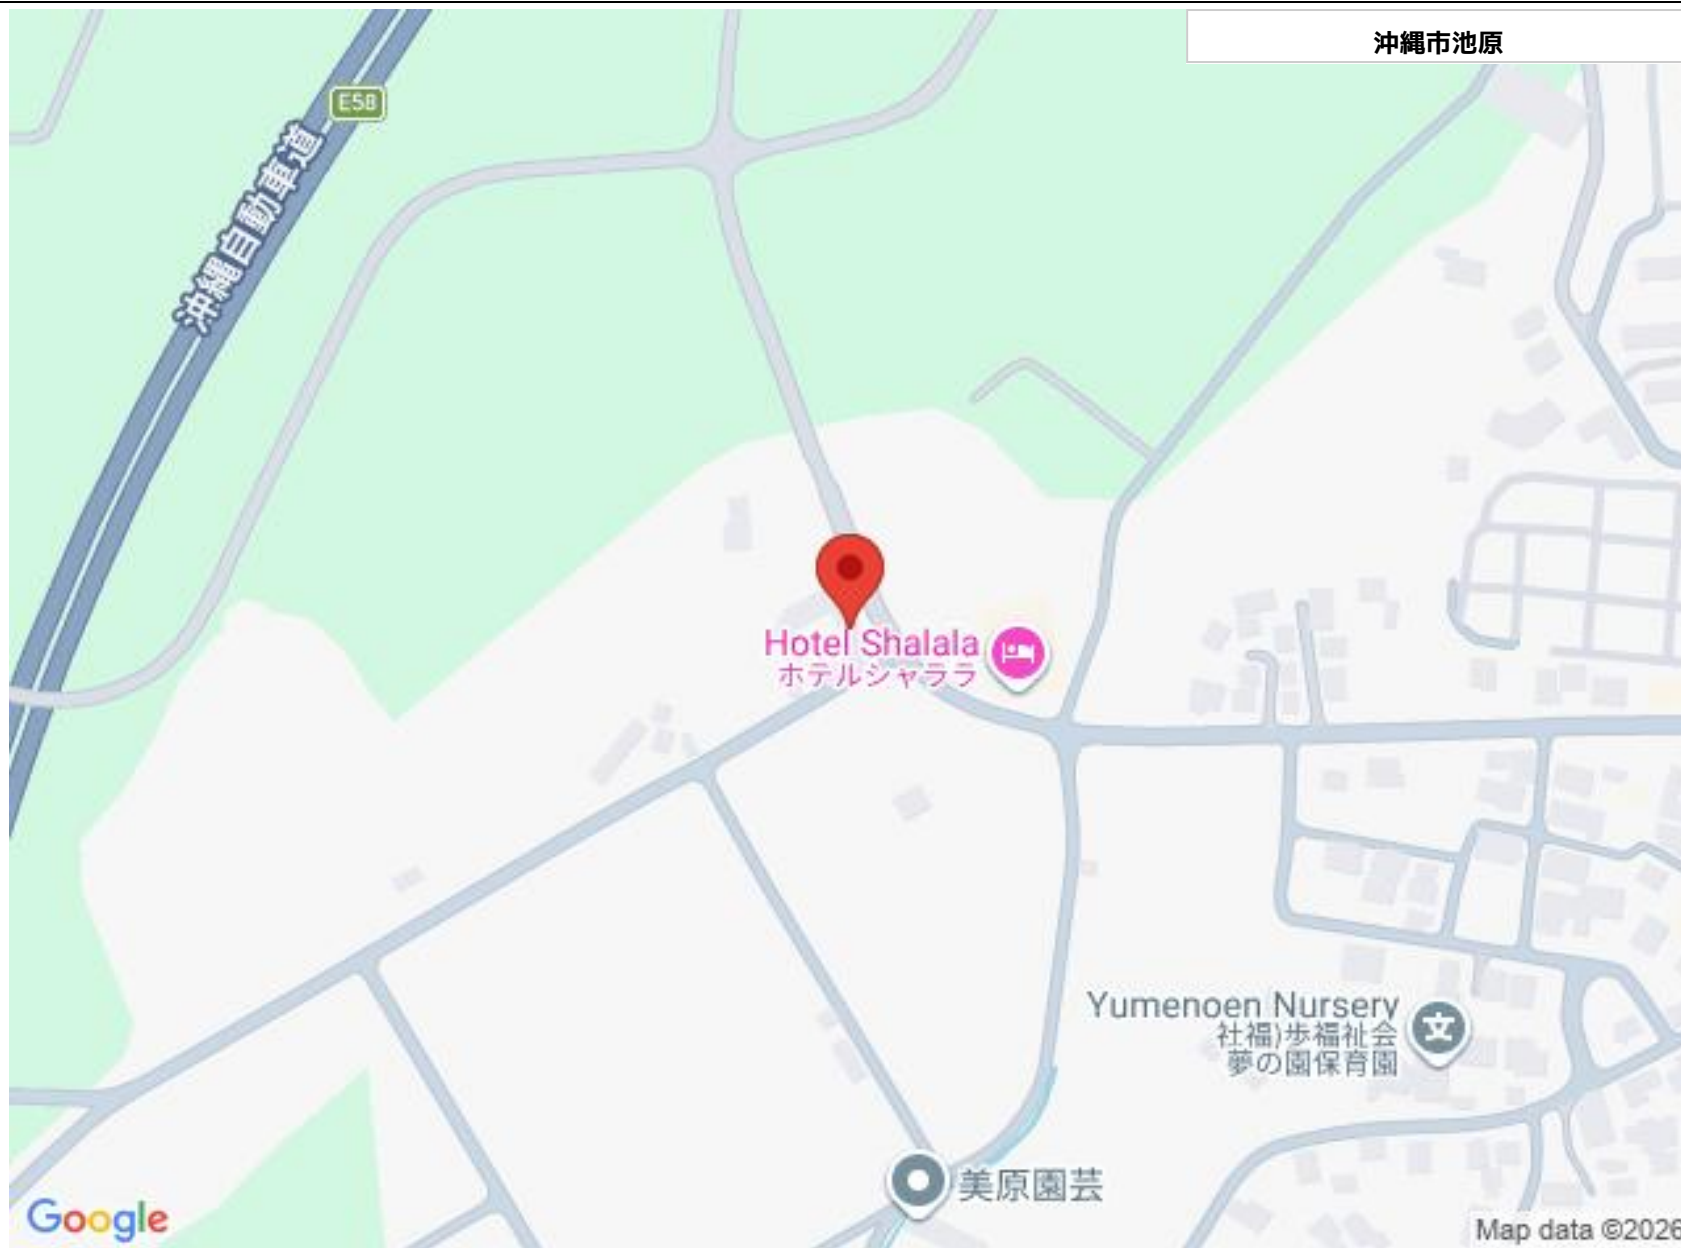 沖縄市池原
E58
沖縄自動車道
Hotel Shalala
ホテルシャララ
Yumenoen Nursery
社福)歩福祉会
夢の園保育園
美原園芸
Google
Map data ©2026